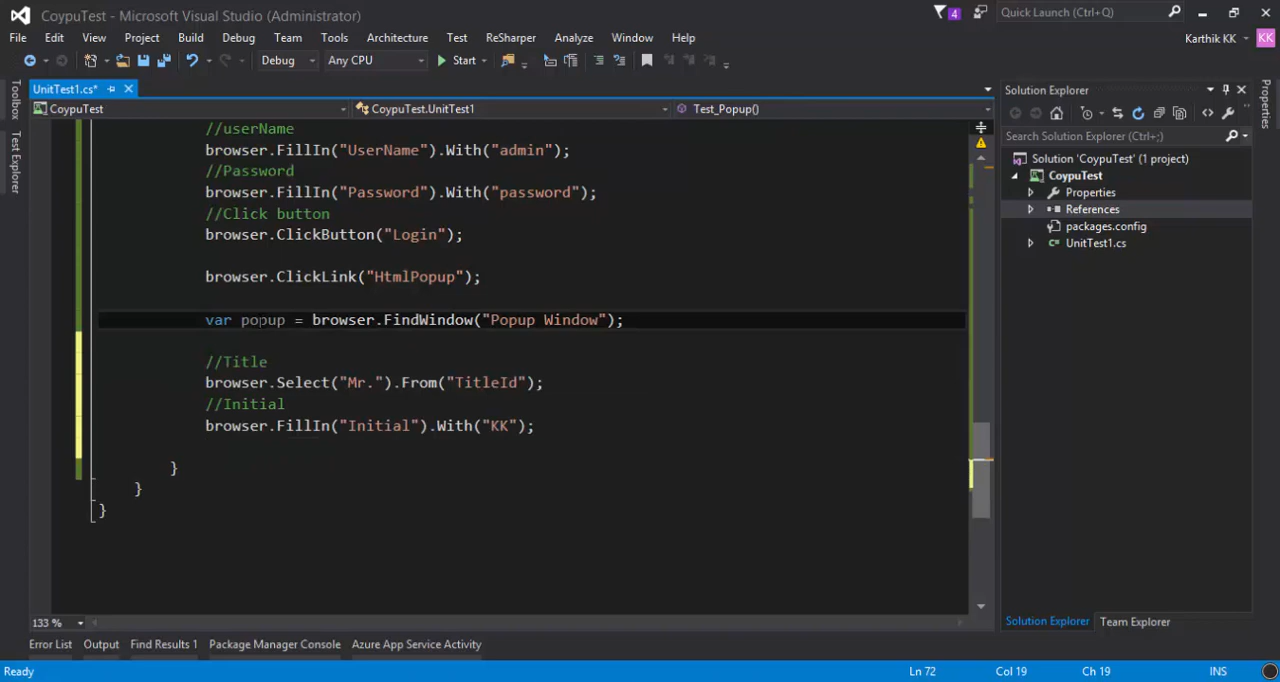 CoypuTest - Microsoft Visual Studio (Administrator)
4
Quick Launch (Ctrl+Q)
File Edit View Project Build Debug Team Tools Architecture Test ReSharper Analyze Window Help
Karthik KK
KK
Debug
Any CPU
Start
Toolbox
Test Explorer
UnitTest1.cs*
CoypuTest
CoypuTest.UnitTest1
Test_Popup()
//userName
browser.FillIn("UserName").With("admin");
//Password
browser.FillIn("Password").With("password");
//Click button
browser.ClickButton("Login");
browser.ClickLink("HtmlPopup");
var popup = browser.FindWindow("Popup Window");
//Title
browser.Select("Mr.").From("TitleId");
//Initial
browser.FillIn("Initial").With("KK");
}
}
}
133 %
Solution Explorer
Search Solution Explorer (Ctrl+;)
Solution 'CoypuTest' (1 project)
CoypuTest
Properties
References
packages.config
C# UnitTest1.cs
Solution Explorer Team Explorer
Properties
Error List Output Find Results 1 Package Manager Console Azure App Service Activity
Ready
Ln 72 Col 19 Ch 19 INS